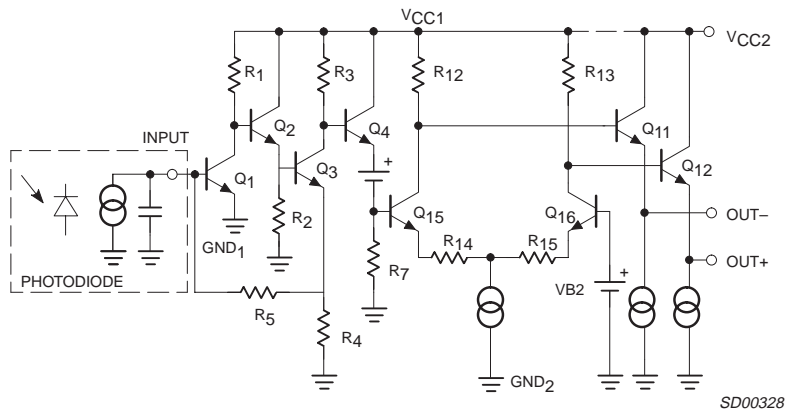 VCC1
VCC2
R1
R3
R12
R13
Q2
Q4
Q11
INPUT
Q12
Q1
Q3
Q15
Q16
R2
OUT–
GND1
R14
R15
R7
OUT+
PHOTODIODE
VB2
R5
R4
GND2
+
+
SD00328